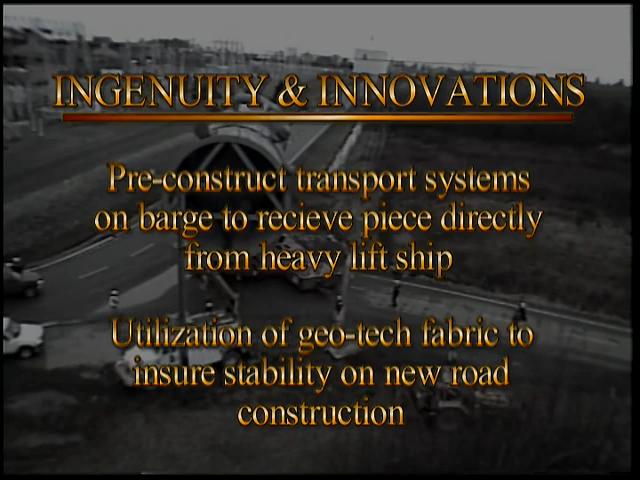 INGENUITY & INNOVATIONS
Pre-construct transport systems
on barge to recieve piece directly
from heavy lift ship
Utilization of geo-tech fabric to
insure stability on new road
construction